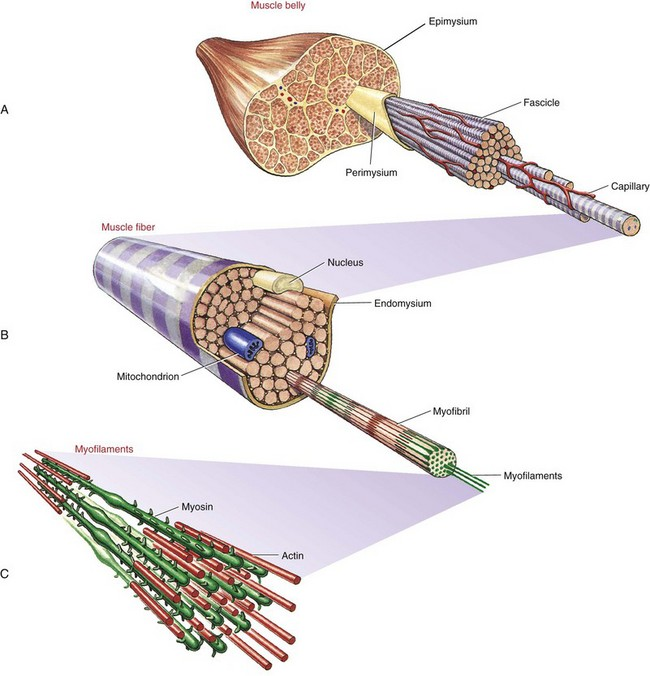 Muscle belly
Epimysium
A
Fascicle
Perimysium
Capillary
Muscle fiber
Nucleus
Endomysium
B
Mitochondrion
Myofibril
Myofilaments
Myofilaments
Myosin
Actin
C